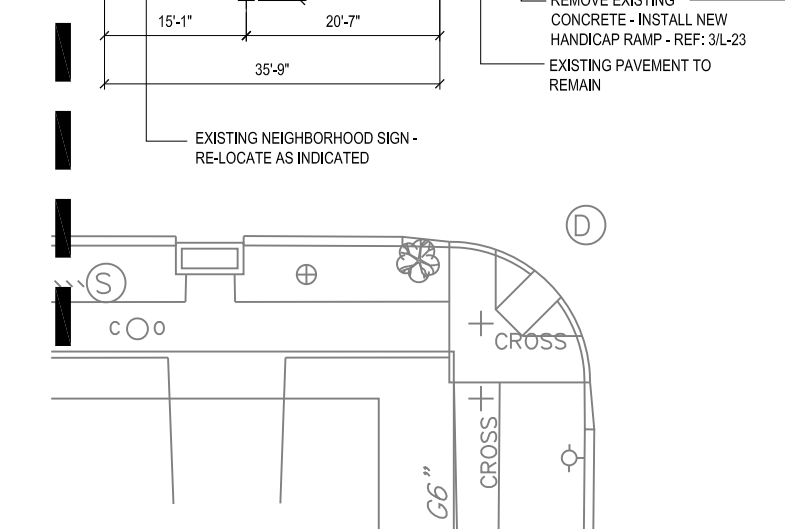 REMOVE EXISTING
CONCRETE - INSTALL NEW
HANDICAP RAMP - REF: 3/L-23
15'-1"
20'-7"
35'-9"
EXISTING PAVEMENT TO
REMAIN
EXISTING NEIGHBORHOOD SIGN -
RE-LOCATE AS INDICATED
D
S
C O
CROSS
CROSS
G6"